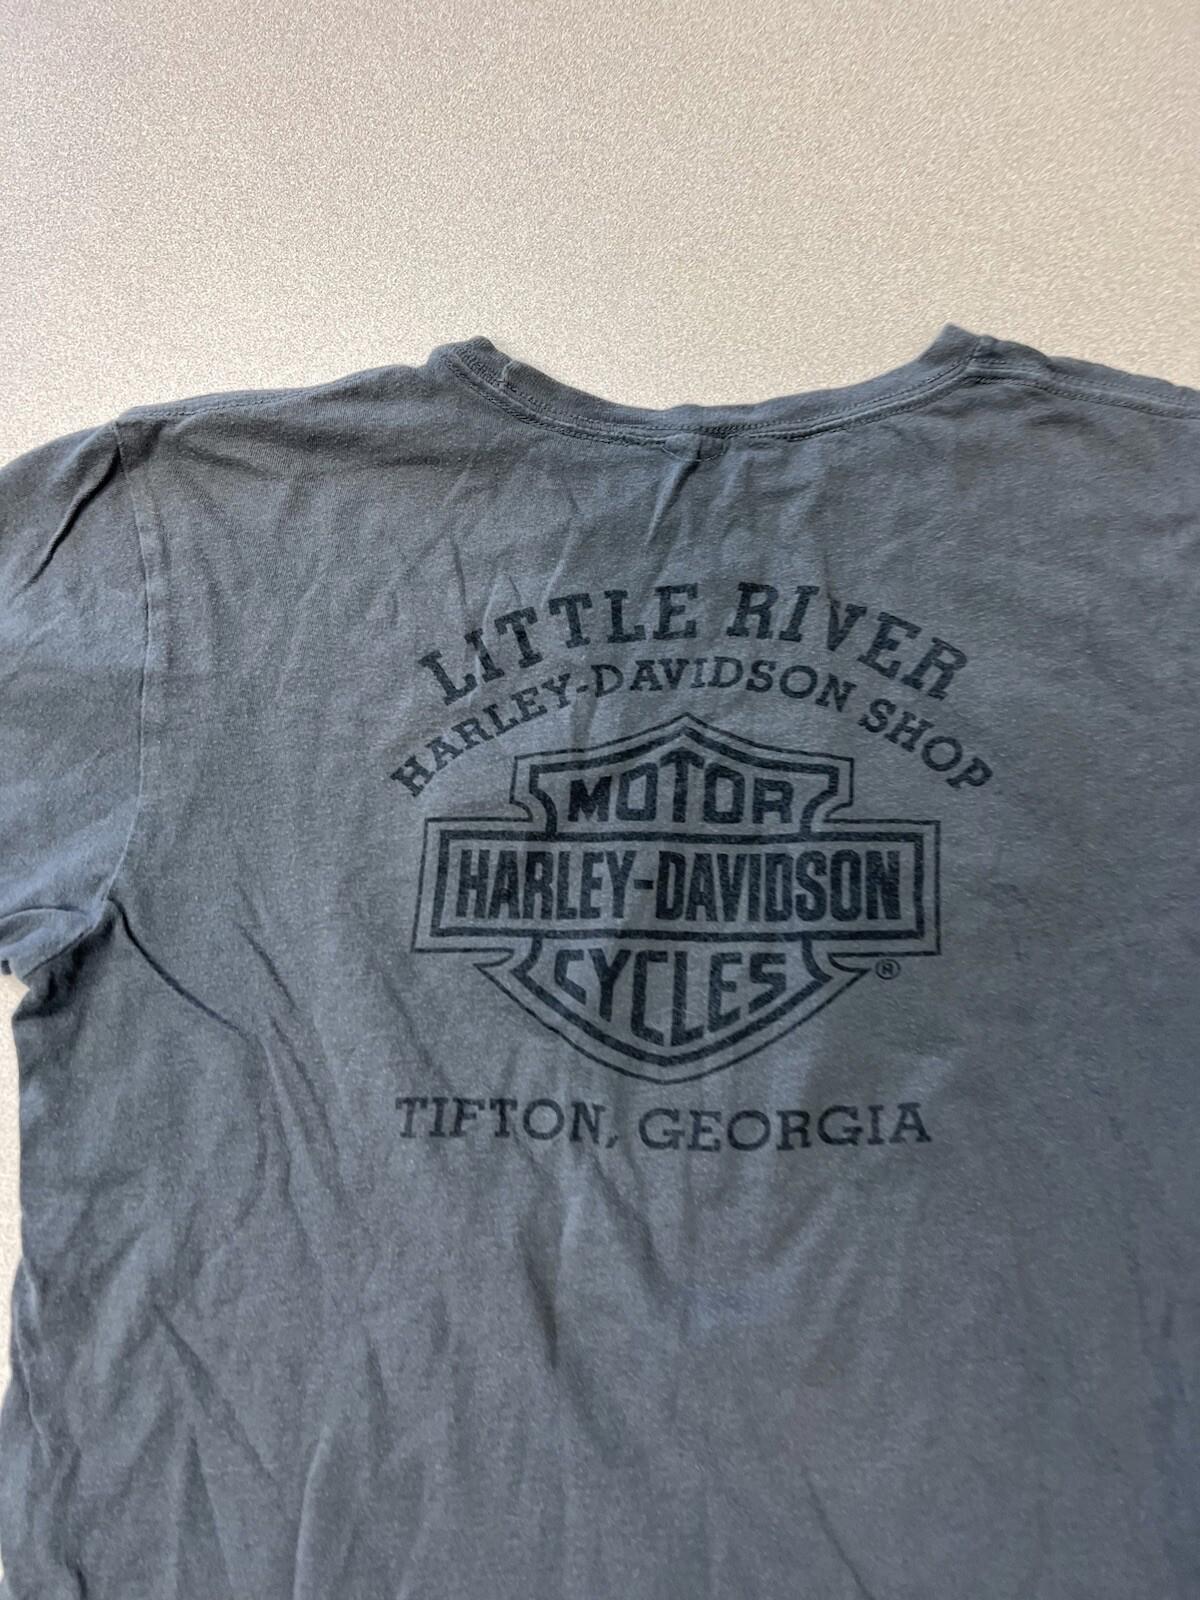 LITTLE RIVER
HARLEY-DAVIDSON SHOP
MOTOR
HARLEY-DAVIDSON
CYCLES
®
TIFTON, GEORGIA